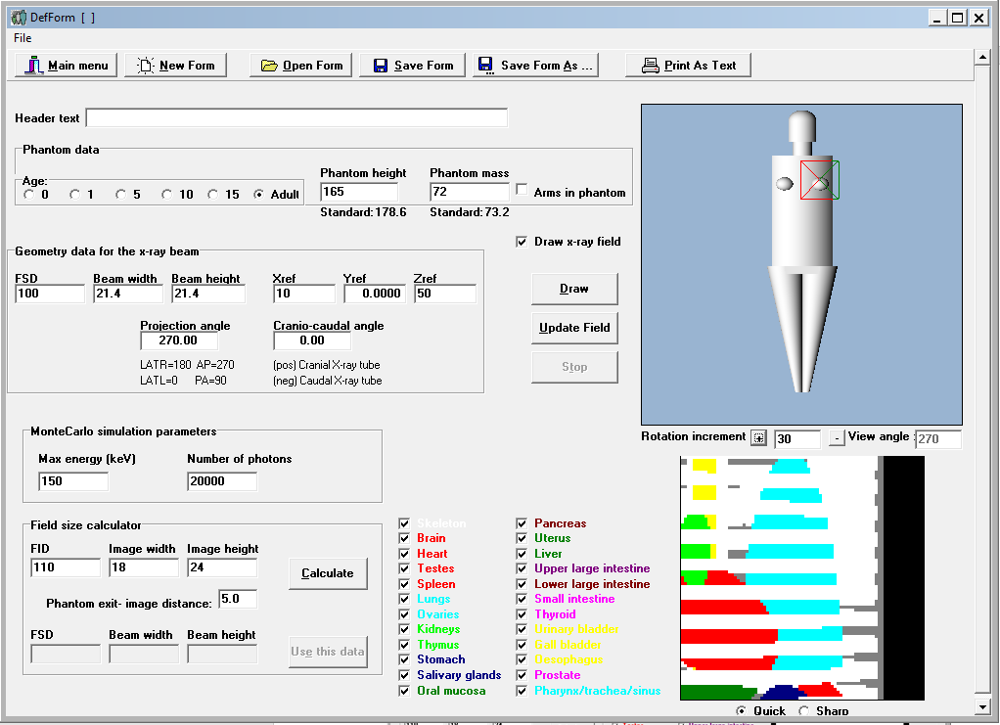 DefForm [ ]
File
Main menu New Form Open Form Save Form Save Form As ... Print As Text
Header text
Phantom data
Age:
0 1 5 10 15 Adult
Phantom height Phantom mass
165 72 Arms in phantom
Standard: 178.6 Standard: 73.2
Draw x-ray field
Geometry data for the x-ray beam
FSD Beam width Beam height Xref Yref Zref
100 21.4 21.4 10 0.0000 50
Draw
Projection angle Cranio-caudal angle
270.00 0.00
Update Field
LATR=180 AP=270 (pos) Cranial X-ray tube
LATL=0 PA=90 (neg) Caudal X-ray tube
Stop
Rotation increment + 30 - View angle : 270
MonteCarlo simulation parameters
Max energy (keV) Number of photons
150 20000
Field size calculator
FID Image width Image height
110 18 24
Calculate
Phantom exit- image distance: 5.0
FSD Beam width Beam height
Use this data
Skeleton Pancreas
Brain Uterus
Heart Liver
Testes Upper large intestine
Spleen Lower large intestine
Lungs Small intestine
Ovaries Thyroid
Kidneys Urinary bladder
Thymus Gall bladder
Stomach Oesophagus
Salivary glands Prostate
Oral mucosa Pharynx/trachea/sinus
Quick Sharp